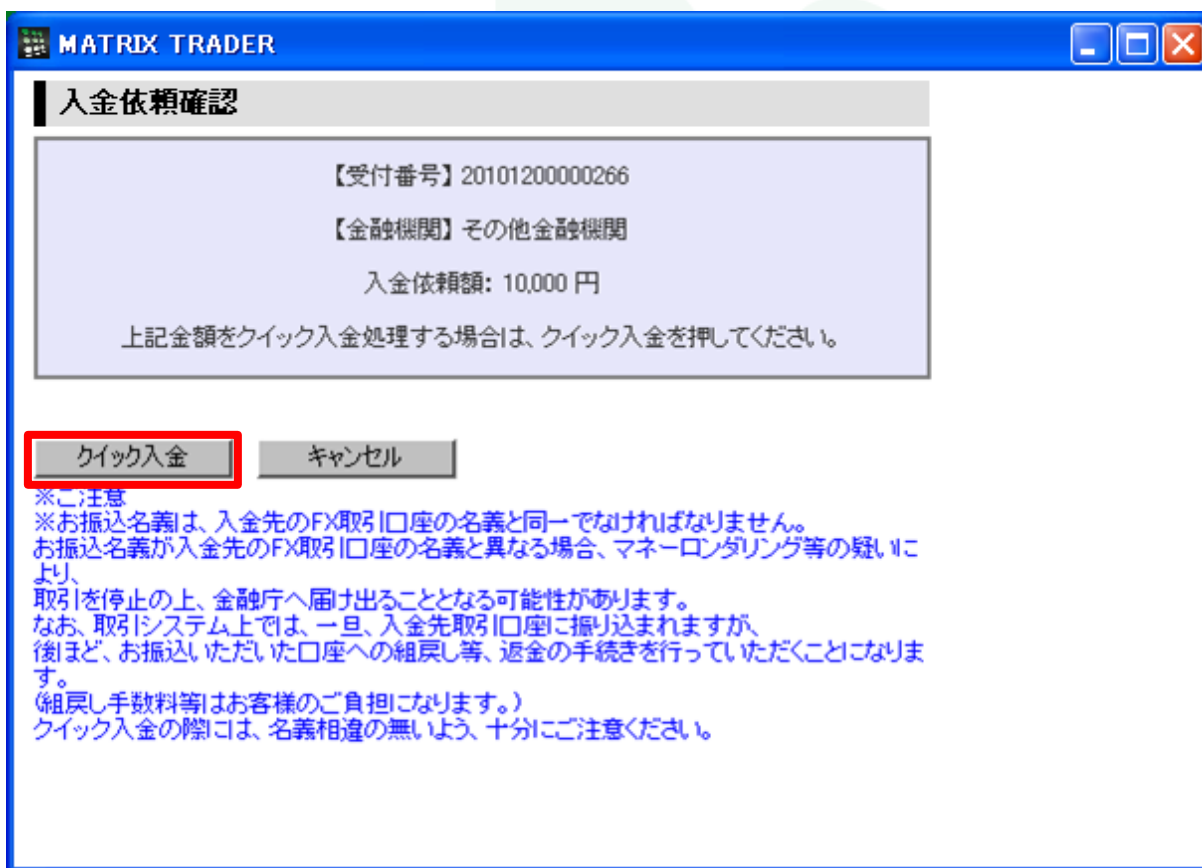 MATRIX TRADER
入金依頼確認
【受付番号】 20101200000266
【金融機関】 その他金融機関
入金依頼額: 10,000 円
上記金額をクイック入金処理する場合は、クイック入金を押してください。
クイック入金 キャンセル
※ご注意
※お振込名義は、入金先のFX取引口座の名義と同一でなければなりません。
お振込名義が入金先のFX取引口座の名義と異なる場合、マネーロンダリング等の疑いに
より、
取引を停止の上、金融庁へ届け出ることとなる可能性があります。
なお、取引システム上では、一旦、入金先取引口座に振り込まれますが、
後ほど、お振込いただいた口座への組戻し等、返金の手続きを行っていただくことになりま
す。
(組戻し手数料等はお客様のご負担になります。)
クイック入金の際には、名義相違の無いよう、十分にご注意ください。